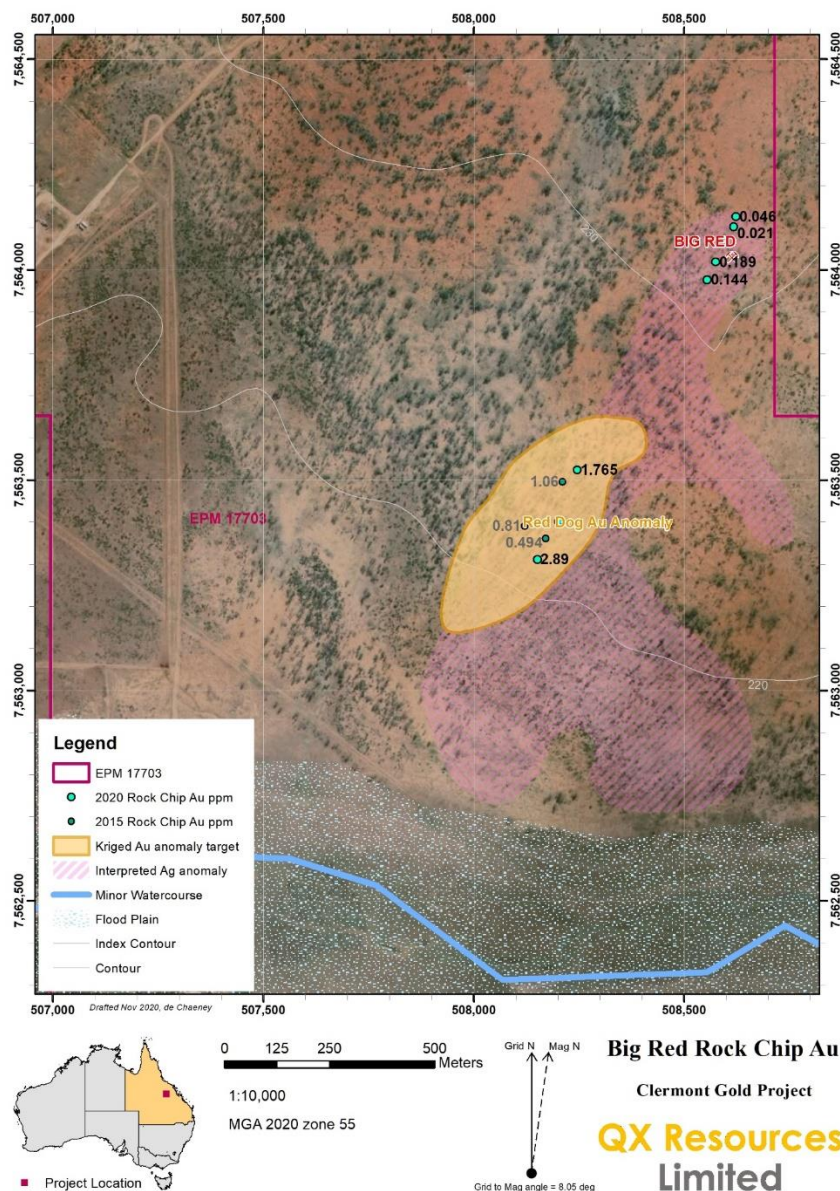 507,000 507,500 508,000 508,500
7,564,500 7,564,500
0.046
0.021
BIG RED
0.189
0.144
7,564,000 7,564,000
7,563,500 7,563,500
1.765
1.06
EPM 17703
0.81
Red Dog Au Anomaly
0.494
2.89
7,563,000 7,563,000
220
Legend
EPM 17703
2020 Rock Chip Au ppm
2015 Rock Chip Au ppm
Kriged Au anomaly target
Interpreted Ag anomaly
Minor Watercourse
Flood Plain
Index Contour
Contour
7,562,500 7,562,500
507,000 507,500 508,000 508,500
Drafted Nov 2020, de Chaeney
0 125 250 500
Meters
1:10,000
MGA 2020 zone 55
Project Location
Grid N Mag N
Grid to Mag angle = 8.05 deg
Big Red Rock Chip Au
Clermont Gold Project
QX Resources
Limited